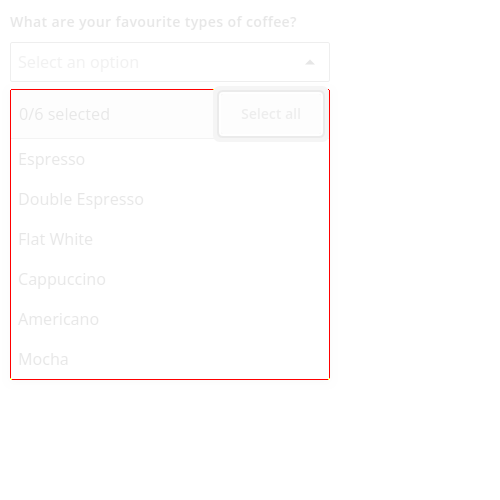 What are your favourite types of coffee?
Select an option
0/6 selected
Select all
Espresso
Double Espresso
Flat White
Cappuccino
Americano
Mocha